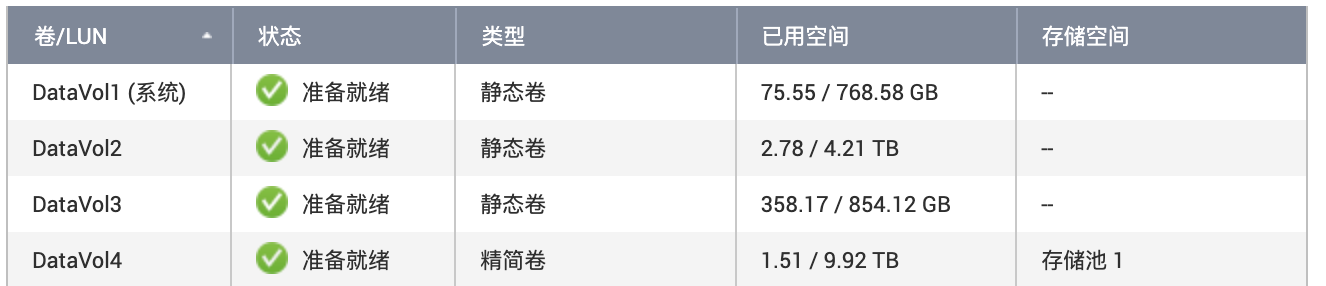 卷/LUN 状态 类型 已用空间 存储空间
DataVol1 (系统) 准备就绪 静态卷 75.55 / 768.58 GB --
DataVol2 准备就绪 静态卷 2.78 / 4.21 TB --
DataVol3 准备就绪 静态卷 358.17 / 854.12 GB --
DataVol4 准备就绪 精简卷 1.51 / 9.92 TB 存储池 1